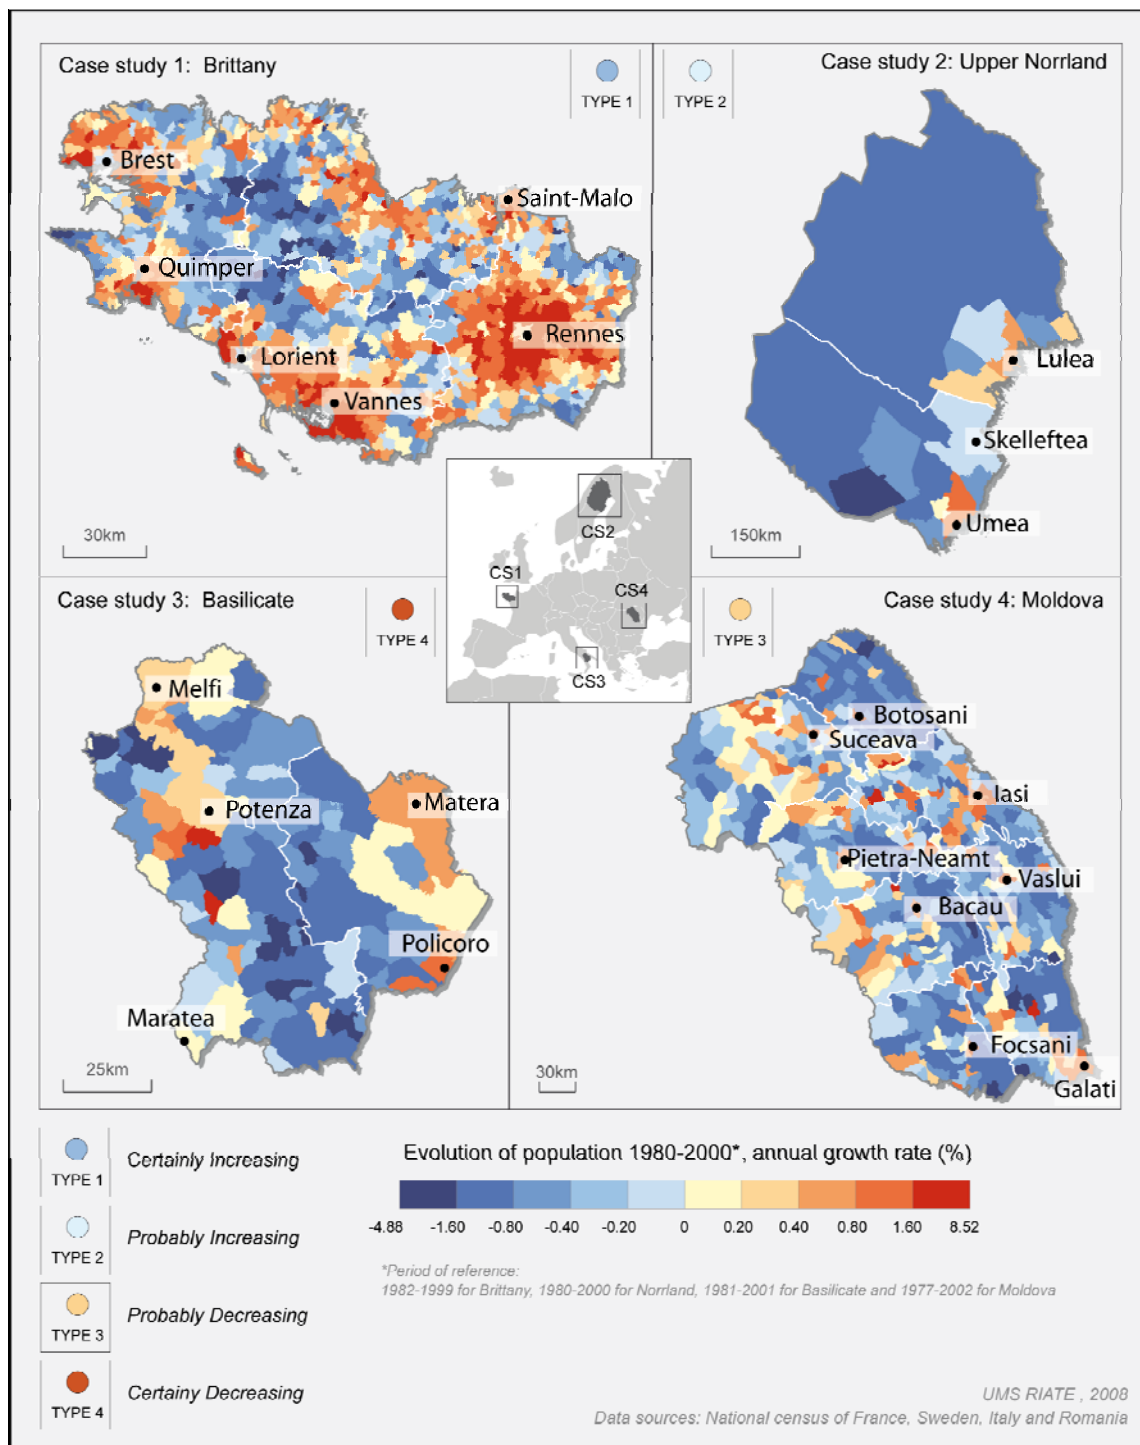 Case study 1: Brittany
TYPE 1
TYPE 2
Case study 2: Upper Norrland
Brest
Saint-Malo
Quimper
Rennes
Lorient
Vannes
30km
Lulea
Skelleftea
Umea
150km
CS2
CS1
CS4
CS3
Case study 3: Basilicate
TYPE 4
TYPE 3
Case study 4: Moldova
Melfi
Potenza
Matera
Policoro
Maratea
25km
Botosani
Suceava
Iasi
Pietra-Neamt
Vaslui
Bacau
Focsani
Galati
30km
TYPE 1
Certainly Increasing
TYPE 2
Probably Increasing
TYPE 3
Probably Decreasing
TYPE 4
Certainy Decreasing
Evolution of population 1980-2000*, annual growth rate (%)
-4.88 -1.60 -0.80 -0.40 -0.20 0 0.20 0.40 0.80 1.60 8.52
*Period of reference:
1982-1999 for Brittany, 1980-2000 for Norrland, 1981-2001 for Basilicate and 1977-2002 for Moldova
UMS RIATE , 2008
Data sources: National census of France, Sweden, Italy and Romania